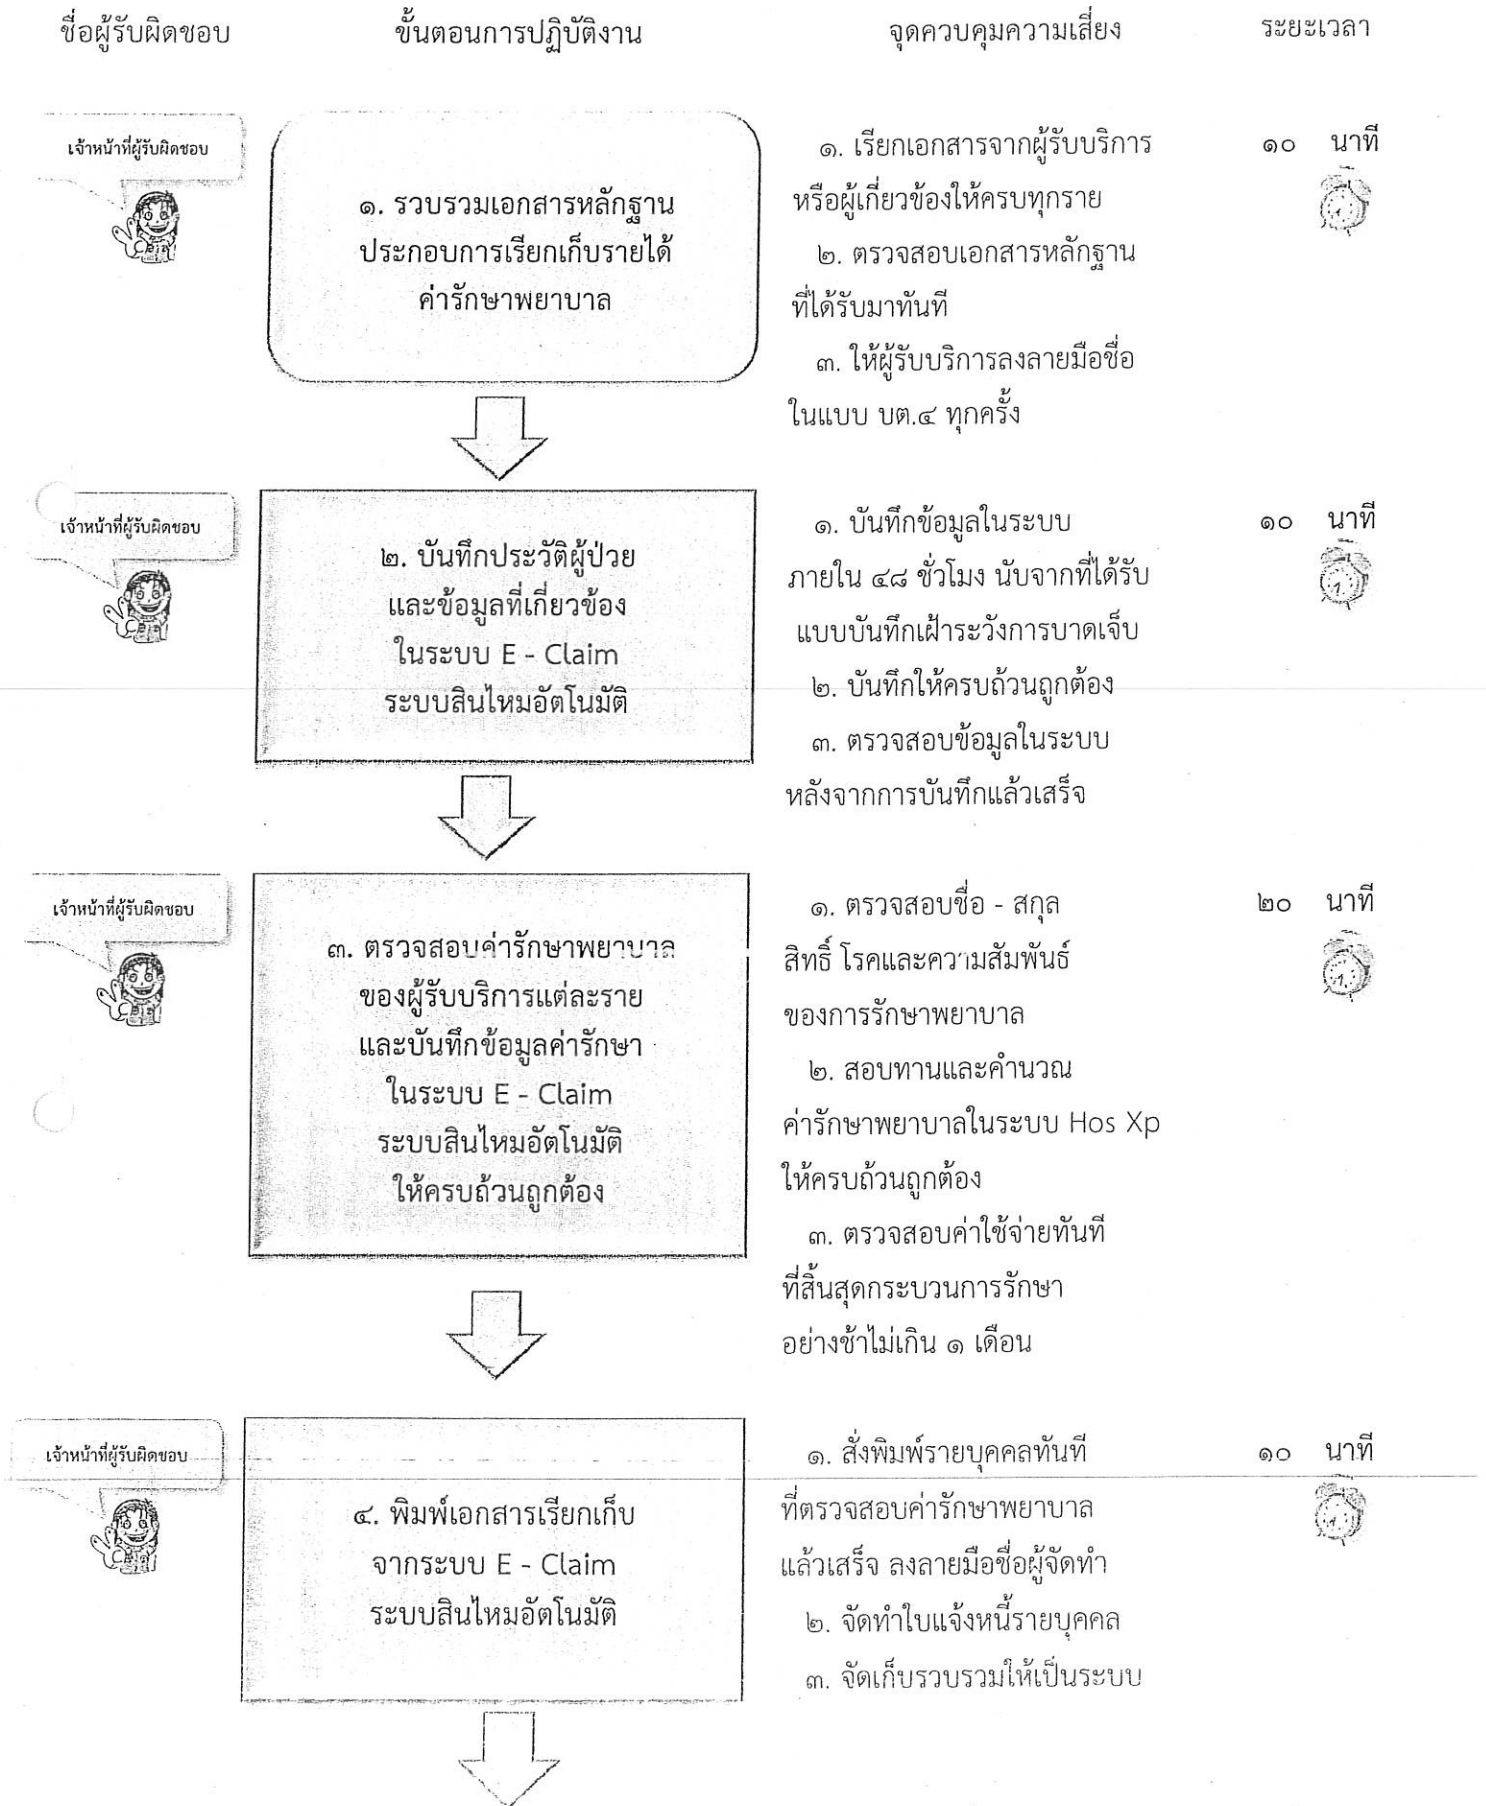 ชื่อผู้รับผิดชอบ ขั้นตอนการปฏิบัติงาน จุดควบคุมความเสี่ยง ระยะเวลา
เจ้าหน้าที่ผู้รับผิดชอบ
๑. รวบรวมเอกสารหลักฐาน
ประกอบการเรียกเก็บรายได้
ค่ารักษาพยาบาล
๑. เรียกเอกสารจากผู้รับบริการ
หรือผู้เกี่ยวข้องให้ครบทุกราย
๒. ตรวจสอบเอกสารหลักฐาน
ที่ได้รับมาทันที
๓. ให้ผู้รับบริการลงลายมือชื่อ
ในแบบ บต.๔ ทุกครั้ง
๑๐ นาที
เจ้าหน้าที่ผู้รับผิดชอบ
๒. บันทึกประวัติผู้ป่วย
และข้อมูลที่เกี่ยวข้อง
ในระบบ E - Claim
ระบบสินไหมอัตโนมัติ
๑. บันทึกข้อมูลในระบบ
ภายใน ๔๘ ชั่วโมง นับจากที่ได้รับ
แบบบันทึกเฝ้าระวังการบาดเจ็บ
๒. บันทึกให้ครบถ้วนถูกต้อง
๓. ตรวจสอบข้อมูลในระบบ
หลังจากการบันทึกแล้วเสร็จ
๑๐ นาที
เจ้าหน้าที่ผู้รับผิดชอบ
๓. ตรวจสอบค่ารักษาพยาบาล
ของผู้รับบริการแต่ละราย
และบันทึกข้อมูลค่ารักษา
ในระบบ E - Claim
ระบบสินไหมอัตโนมัติ
ให้ครบถ้วนถูกต้อง
๑. ตรวจสอบชื่อ - สกุล
สิทธิ์ โรคและความสัมพันธ์
ของการรักษาพยาบาล
๒. สอบทานและคำนวณ
ค่ารักษาพยาบาลในระบบ Hos Xp
ให้ครบถ้วนถูกต้อง
๓. ตรวจสอบค่าใช้จ่ายทันที
ที่สิ้นสุดกระบวนการรักษา
อย่างช้าไม่เกิน ๑ เดือน
๒๐ นาที
เจ้าหน้าที่ผู้รับผิดชอบ
๔. พิมพ์เอกสารเรียกเก็บ
จากระบบ E - Claim
ระบบสินไหมอัตโนมัติ
๑. สั่งพิมพ์รายบุคคลทันที
ที่ตรวจสอบค่ารักษาพยาบาล
แล้วเสร็จ ลงลายมือชื่อผู้จัดทำ
๒. จัดทำใบแจ้งหนี้รายบุคคล
๓. จัดเก็บรวบรวมให้เป็นระบบ
๑๐ นาที